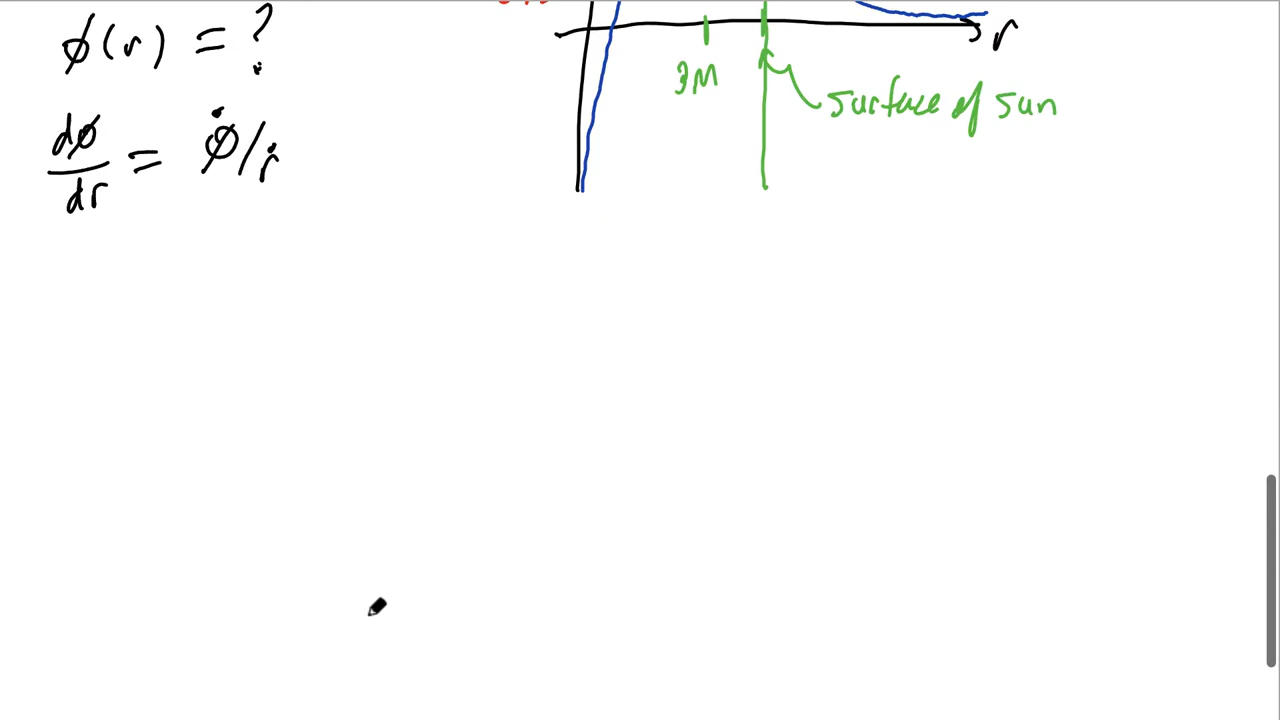 ϕ(r) = ?
dϕ/dr = ϕ̇/ṙ
r
3M
surface of sun